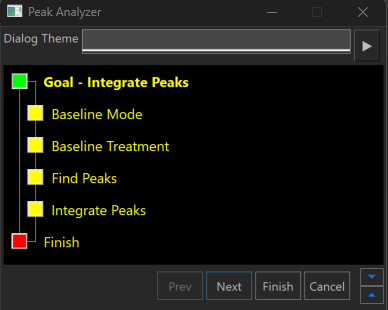 Peak Analyzer
Dialog Theme
Goal - Integrate Peaks
Baseline Mode
Baseline Treatment
Find Peaks
Integrate Peaks
Finish
Prev Next Finish Cancel